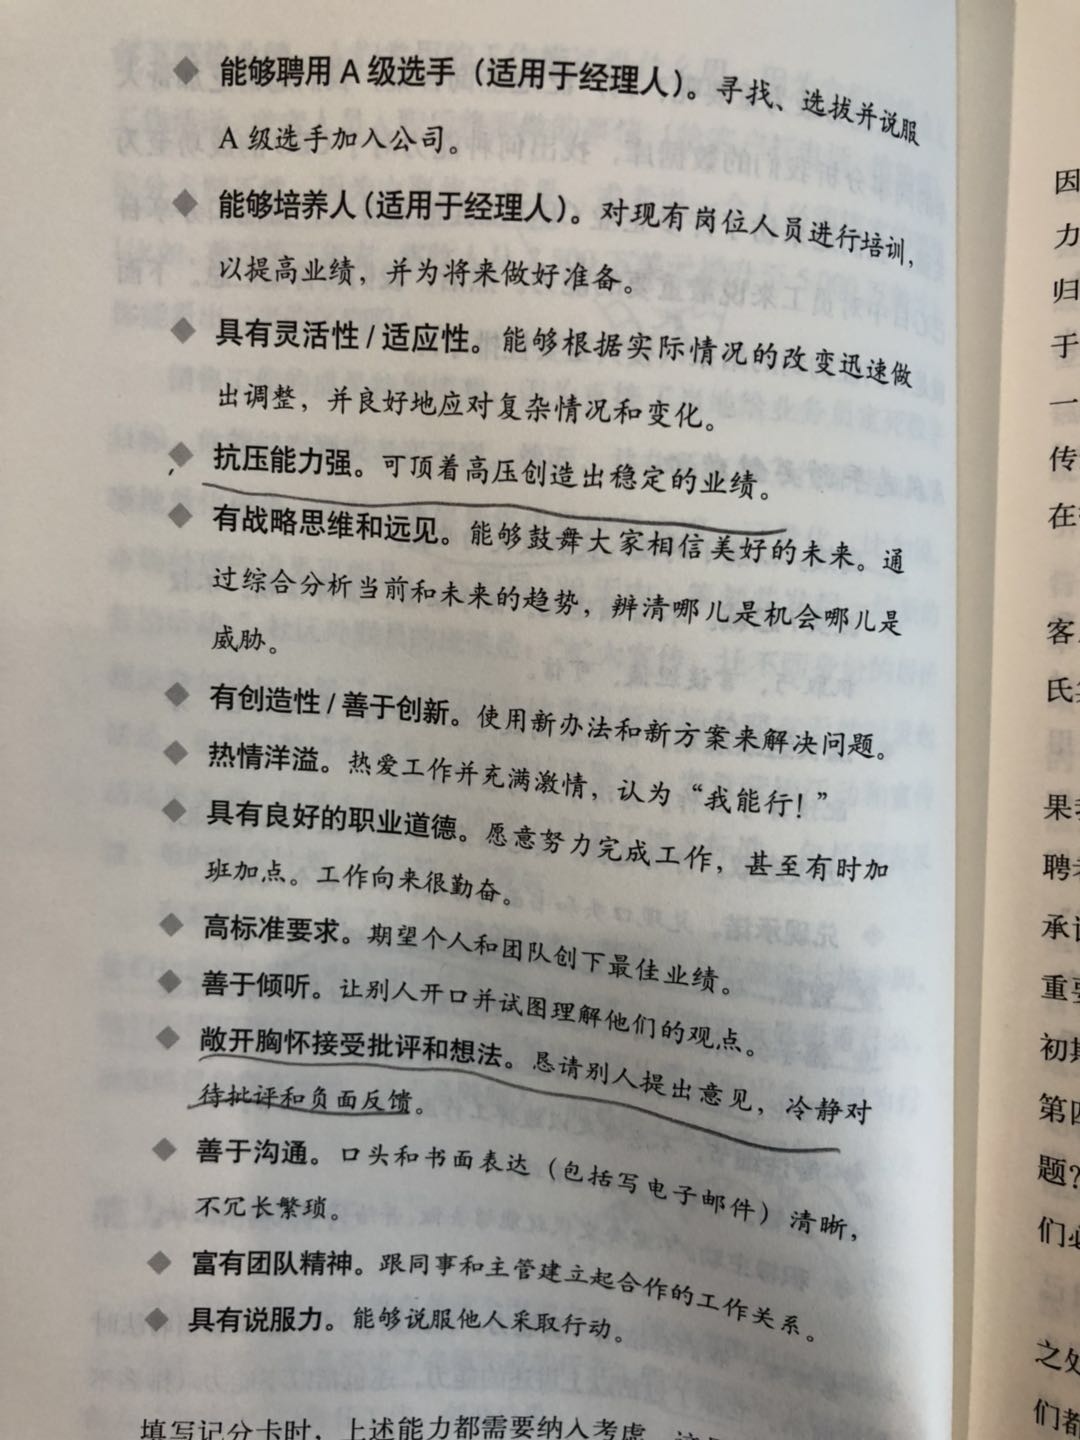 ◆ 能够聘用 A 级选手（适用于经理人）。寻找、选拔并说服
A 级选手加入公司。
◆ 能够培养人（适用于经理人）。对现有岗位人员进行培训，
以提高业绩，并为将来做好准备。
◆ 具有灵活性 / 适应性。能够根据实际情况的改变迅速做
出调整，并良好地应对复杂情况和变化。
◆ 抗压能力强。可顶着高压创造出稳定的业绩。
◆ 有战略思维和远见。能够鼓舞大家相信美好的未来。通
过综合分析当前和未来的趋势，辨清哪儿是机会哪儿是
威胁。
◆ 有创造性 / 善于创新。使用新办法和新方案来解决问题。
◆ 热情洋溢。热爱工作并充满激情，认为“我能行！”
◆ 具有良好的职业道德。愿意努力完成工作，甚至有时加
班加点。工作向来很勤奋。
◆ 高标准要求。期望个人和团队创下最佳业绩。
◆ 善于倾听。让别人开口并试图理解他们的观点。
◆ 敞开胸怀接受批评和想法。恳请别人提出意见，冷静对
待批评和负面反馈。
◆ 善于沟通。口头和书面表达（包括写电子邮件）清晰，
不冗长繁琐。
◆ 富有团队精神。跟同事和主管建立起合作的工作关系。
◆ 具有说服力。能够说服他人采取行动。
填写记分卡时，上述能力都需要纳入考虑。
因
力
归
于
一
传
在
行
客
氏
果
聘
承
重要
初
第
题？
们必
之处
们都